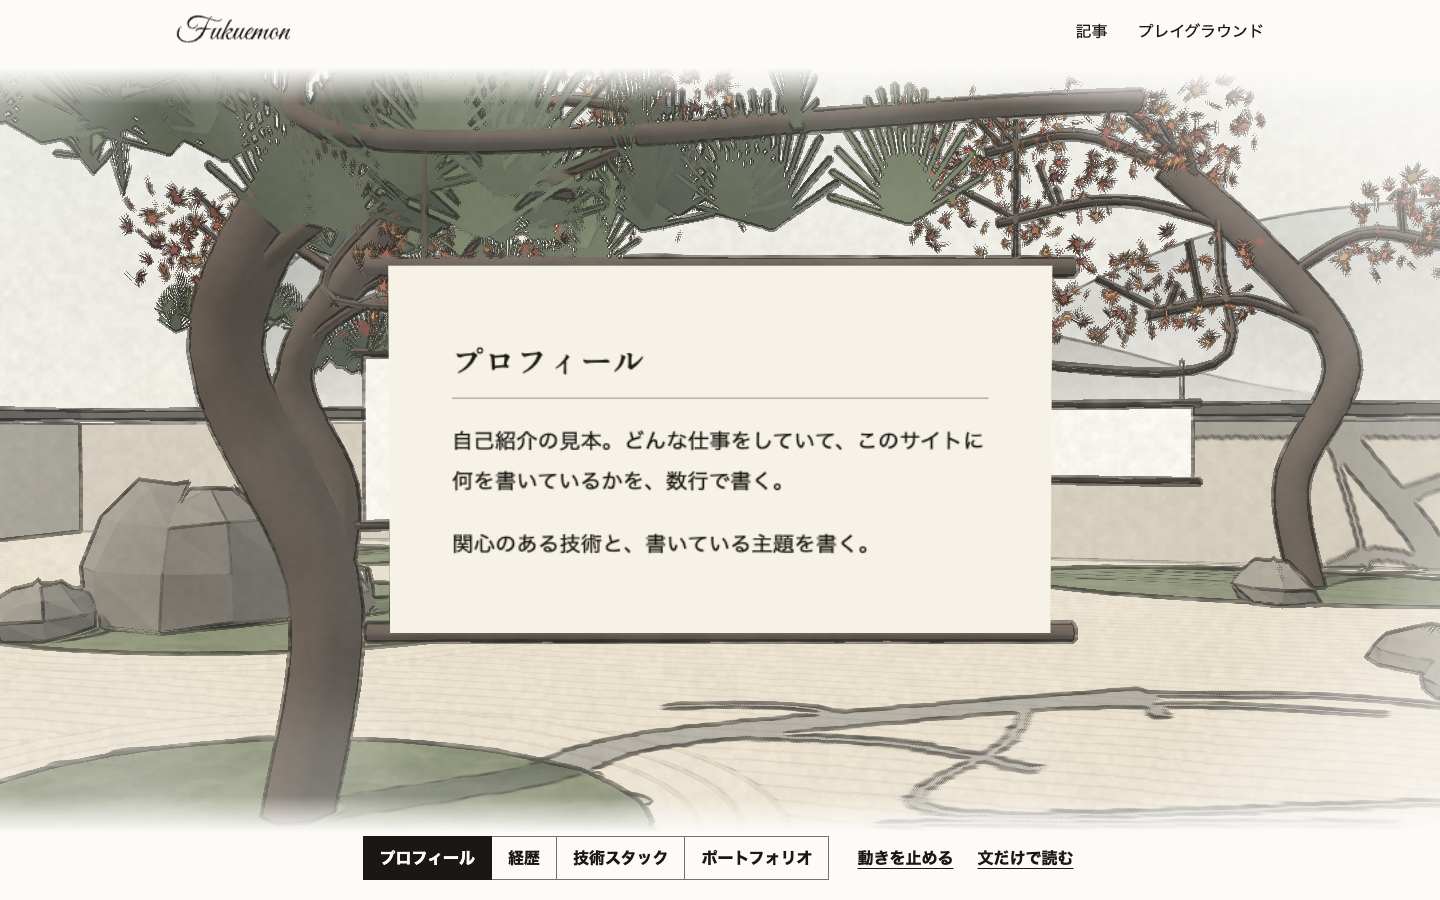 Fukuemon
記事 プレイグラウンド
プロフィール
自己紹介の見本。どんな仕事をしていて、このサイトに
何を書いているかを、数行で書く。
関心のある技術と、書いている主題を書く。
プロフィール 経歴 技術スタック ポートフォリオ 動きを止める 文だけで読む